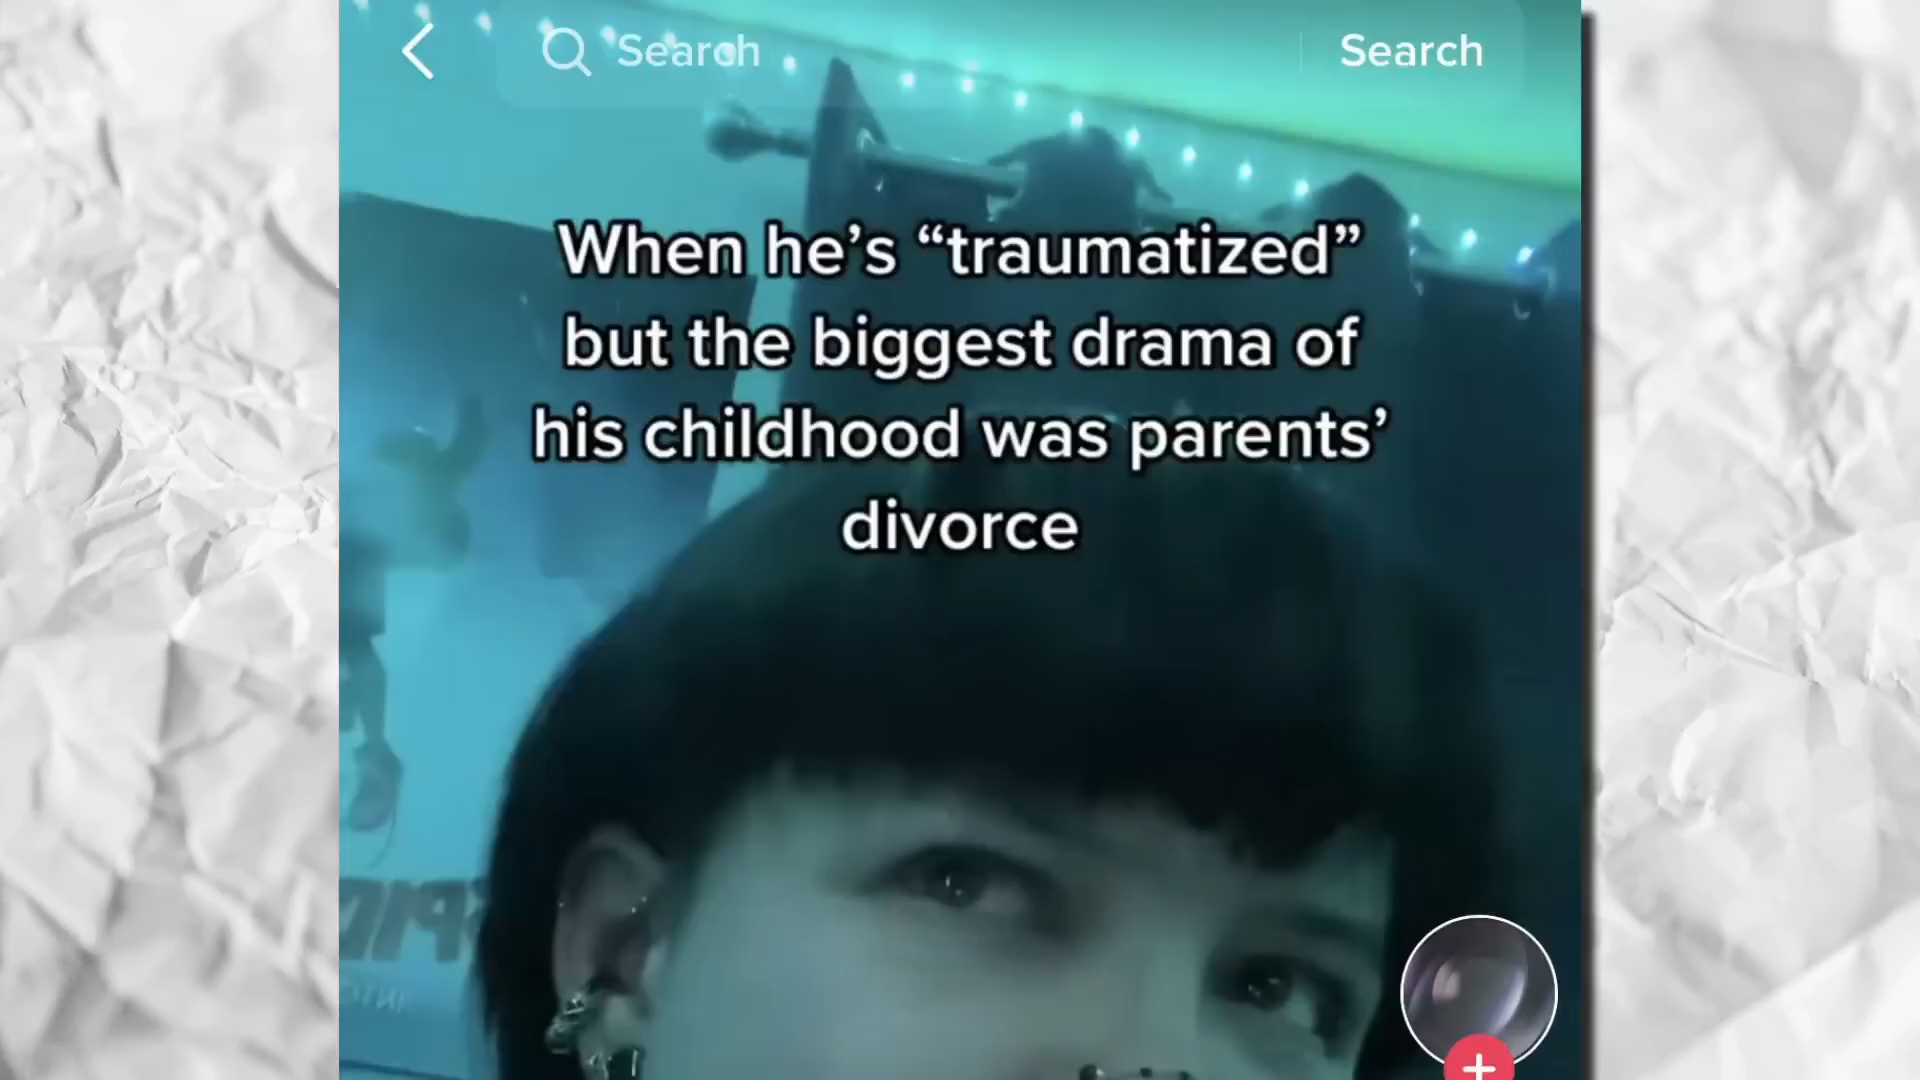 Search Search
When he's “traumatized”
but the biggest drama of
his childhood was parents’
divorce